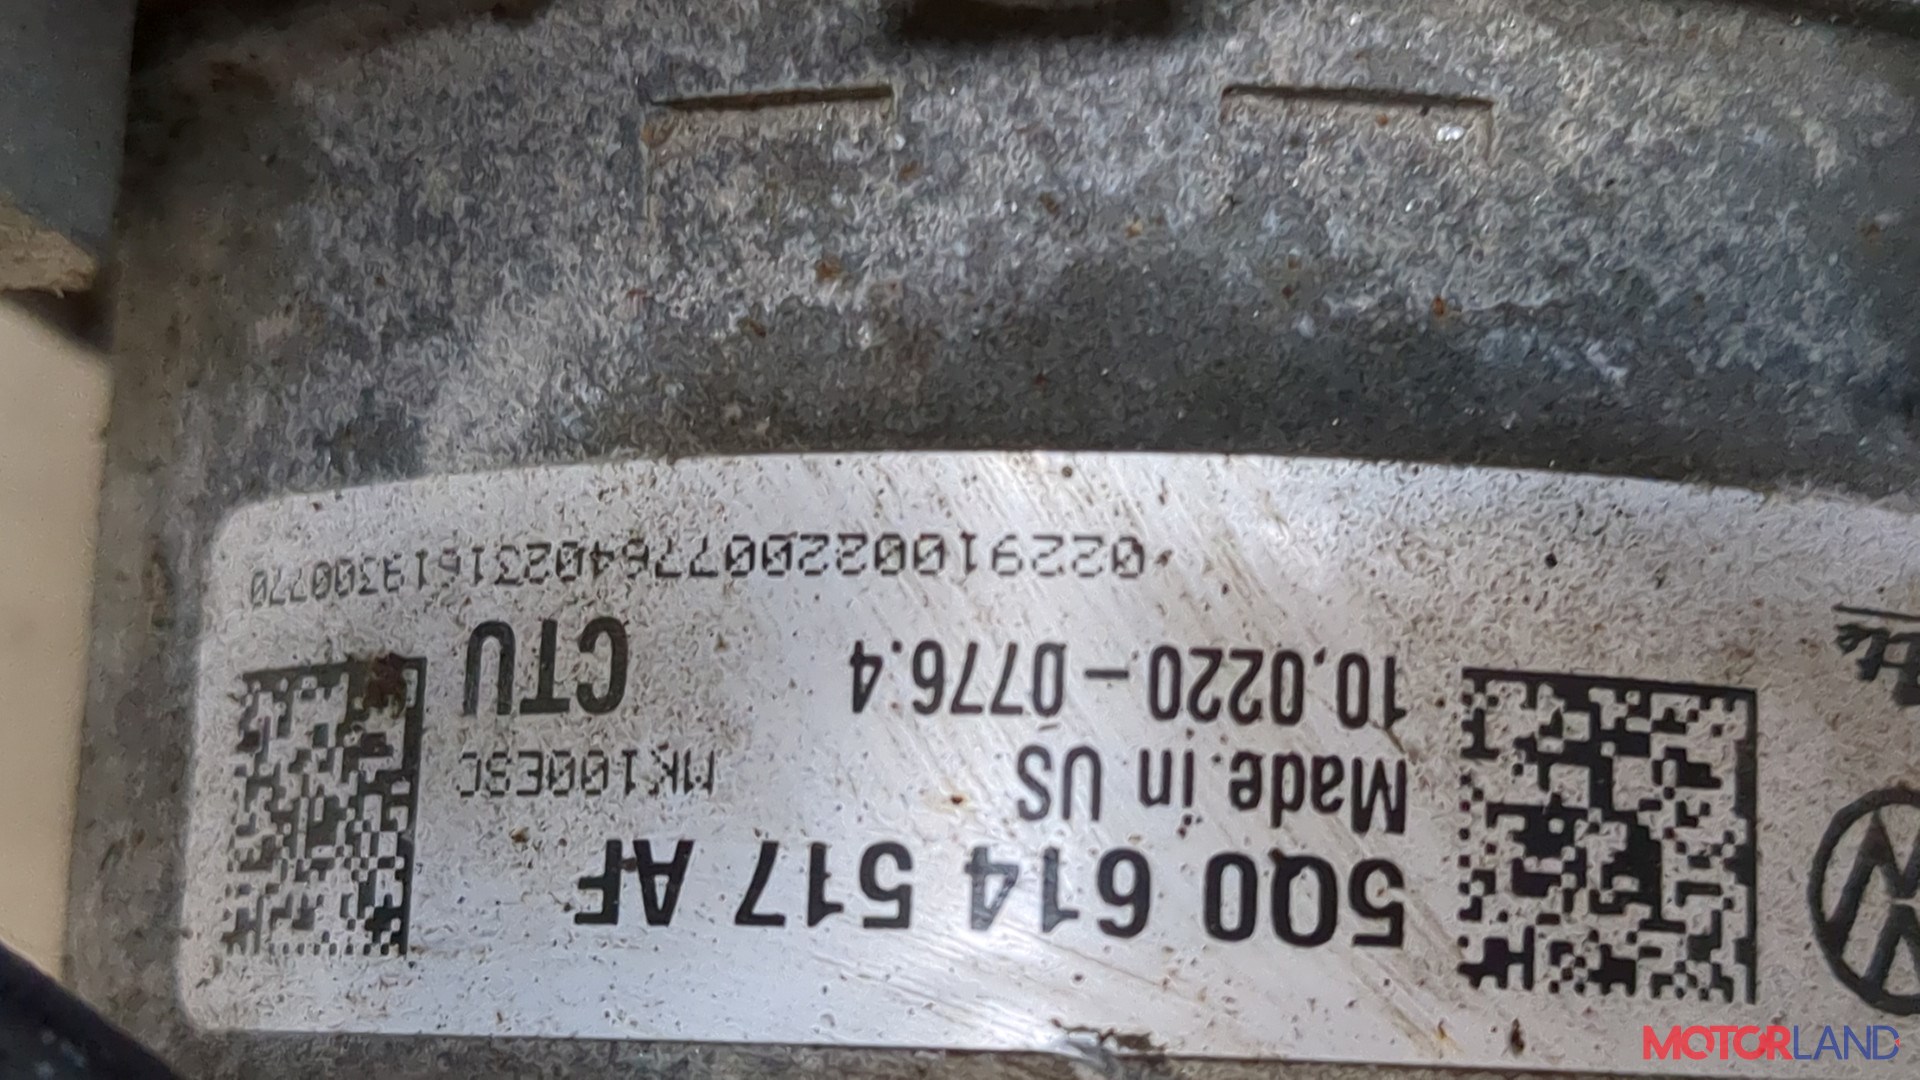 5Q0 614 517 AF
Made in US
MK100ESC
10.0220-0776.4
CTU
0229100220077640231619300770
MOTORLAND